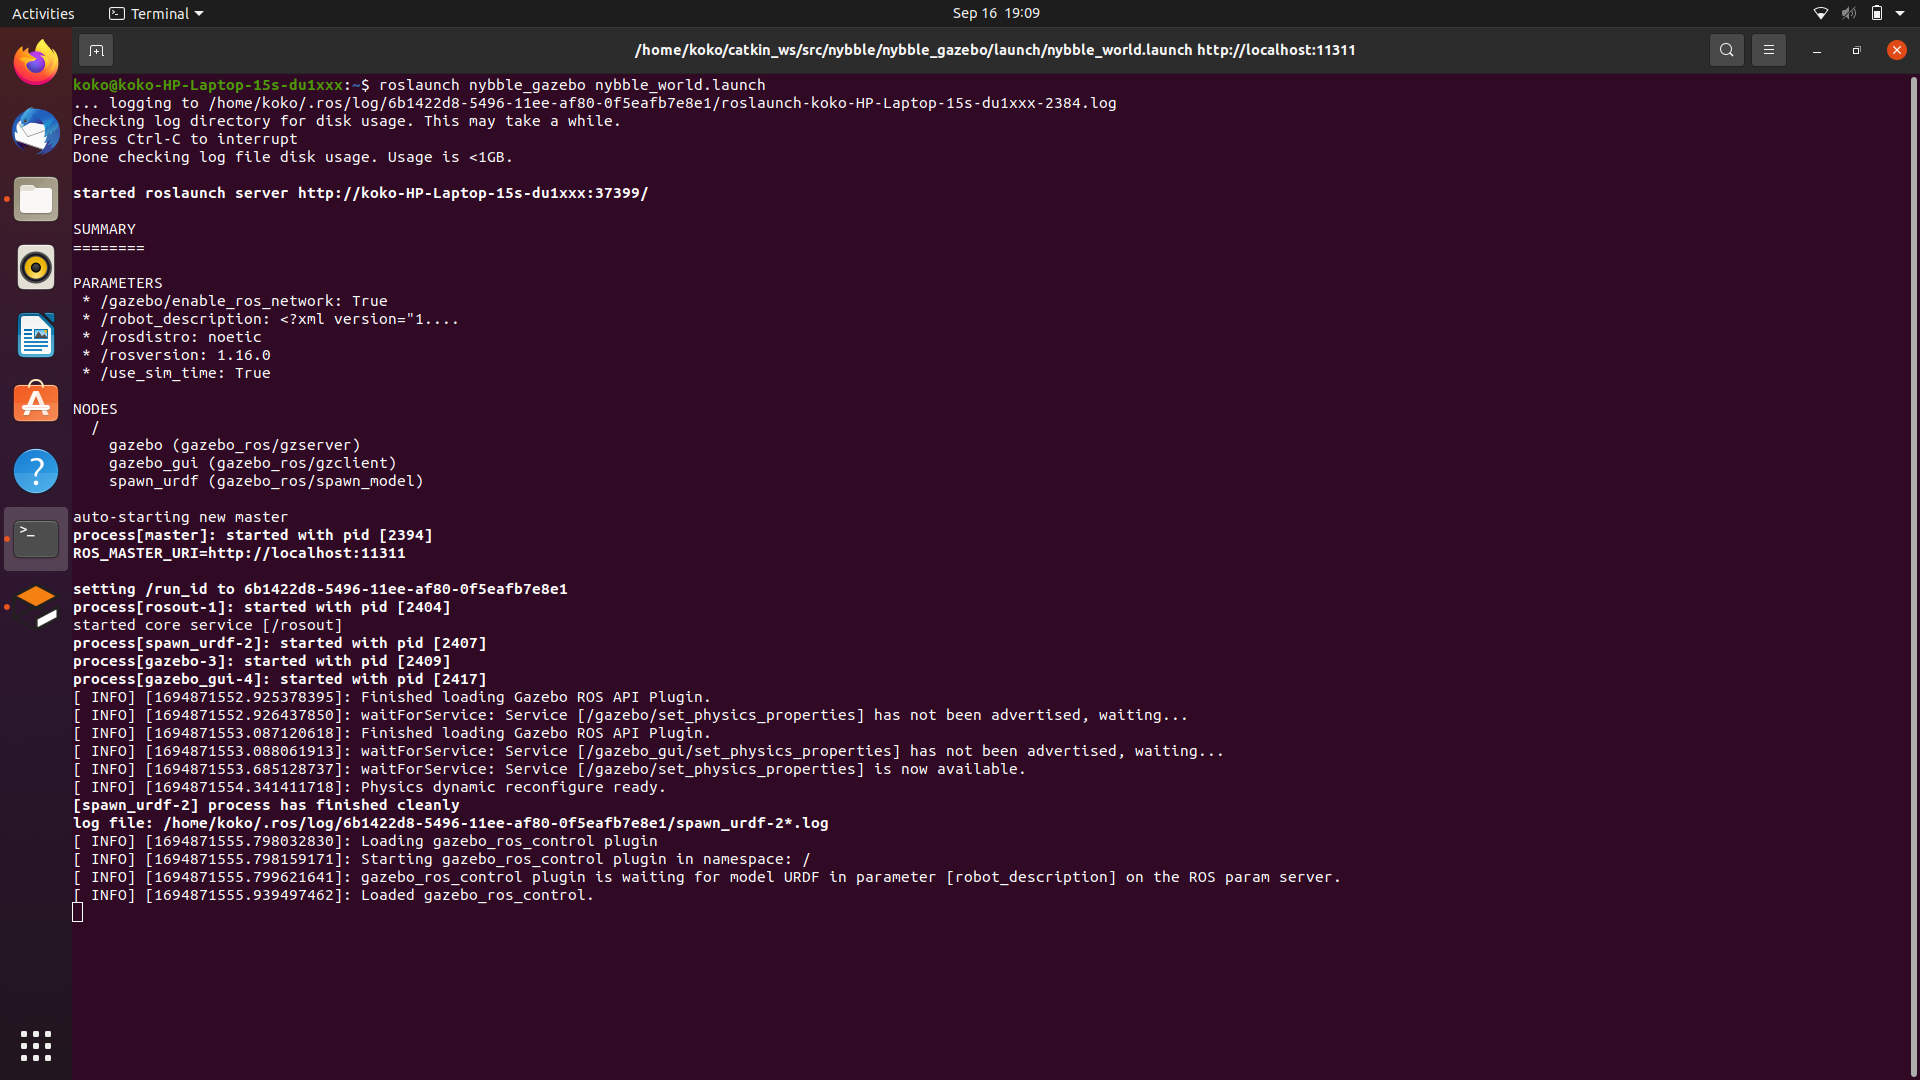 Activities
Terminal
Sep 16 19:09
/home/koko/catkin_ws/src/nybble/nybble_gazebo/launch/nybble_world.launch http://localhost:11311
koko@koko-HP-Laptop-15s-du1xxx:~$ roslaunch nybble_gazebo nybble_world.launch
... logging to /home/koko/.ros/log/6b1422d8-5496-11ee-af80-0f5eafb7e8e1/roslaunch-koko-HP-Laptop-15s-du1xxx-2384.log
Checking log directory for disk usage. This may take a while.
Press Ctrl-C to interrupt
Done checking log file disk usage. Usage is <1GB.
started roslaunch server http://koko-HP-Laptop-15s-du1xxx:37399/
SUMMARY
========
PARAMETERS
* /gazebo/enable_ros_network: True
* /robot_description: <?xml version="1....
* /rosdistro: noetic
* /rosversion: 1.16.0
* /use_sim_time: True
NODES
/
gazebo (gazebo_ros/gzserver)
gazebo_gui (gazebo_ros/gzclient)
spawn_urdf (gazebo_ros/spawn_model)
auto-starting new master
process[master]: started with pid [2394]
ROS_MASTER_URI=http://localhost:11311
setting /run_id to 6b1422d8-5496-11ee-af80-0f5eafb7e8e1
process[rosout-1]: started with pid [2404]
started core service [/rosout]
process[spawn_urdf-2]: started with pid [2407]
process[gazebo-3]: started with pid [2409]
process[gazebo_gui-4]: started with pid [2417]
[ INFO] [1694871552.925378395]: Finished loading Gazebo ROS API Plugin.
[ INFO] [1694871552.926437850]: waitForService: Service [/gazebo/set_physics_properties] has not been advertised, waiting...
[ INFO] [1694871553.087120618]: Finished loading Gazebo ROS API Plugin.
[ INFO] [1694871553.088061913]: waitForService: Service [/gazebo_gui/set_physics_properties] has not been advertised, waiting...
[ INFO] [1694871553.685128737]: waitForService: Service [/gazebo/set_physics_properties] is now available.
[ INFO] [1694871554.341411718]: Physics dynamic reconfigure ready.
[spawn_urdf-2] process has finished cleanly
log file: /home/koko/.ros/log/6b1422d8-5496-11ee-af80-0f5eafb7e8e1/spawn_urdf-2*.log
[ INFO] [1694871555.798032830]: Loading gazebo_ros_control plugin
[ INFO] [1694871555.798159171]: Starting gazebo_ros_control plugin in namespace: /
[ INFO] [1694871555.799621641]: gazebo_ros_control plugin is waiting for model URDF in parameter [robot_description] on the ROS param server.
[ INFO] [1694871555.939497462]: Loaded gazebo_ros_control.